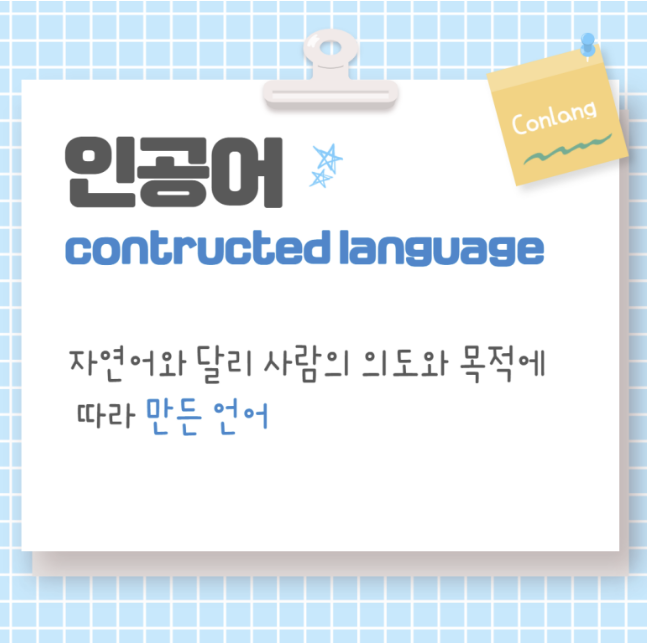 Conlang
인공어
contructed language
자연어와 달리 사람의 의도와 목적에
따라 만든 언어